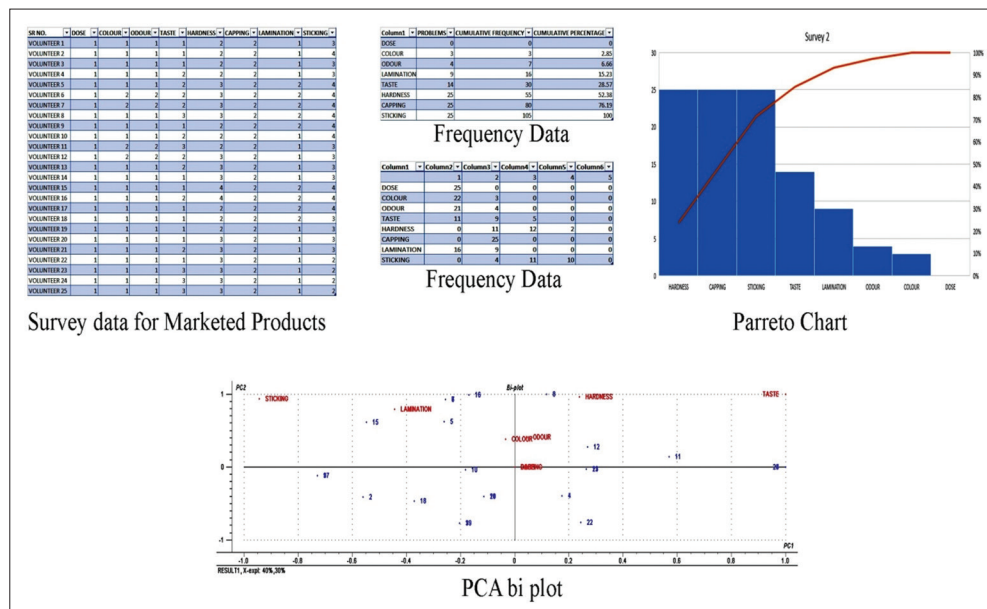 SR NO. DOSE COLOUR ODOUR TASTE HARDNESS CAPPING LAMINATION STICKING
VOLUNTEER 1 1 1 1 1 2 2 1 3
VOLUNTEER 2 1 1 1 1 2 2 1 4
VOLUNTEER 3 1 1 1 1 2 2 1 3
VOLUNTEER 4 1 1 1 2 2 2 1 3
VOLUNTEER 5 1 1 1 2 3 2 2 4
VOLUNTEER 6 1 2 2 2 3 2 2 4
VOLUNTEER 7 1 2 2 2 3 2 2 4
VOLUNTEER 8 1 1 1 3 3 2 2 4
VOLUNTEER 9 1 1 1 1 2 2 2 4
VOLUNTEER 10 1 1 1 2 2 2 1 4
VOLUNTEER 11 1 2 2 3 2 2 1 3
VOLUNTEER 12 1 1 2 2 3 2 1 3
VOLUNTEER 13 1 1 1 2 3 2 1 3
VOLUNTEER 14 1 1 1 1 3 2 1 3
VOLUNTEER 15 1 1 1 1 4 2 2 4
VOLUNTEER 16 1 1 1 2 4 2 2 4
VOLUNTEER 17 1 1 1 1 2 2 2 4
VOLUNTEER 18 1 1 1 1 2 2 2 3
VOLUNTEER 19 1 1 1 1 2 2 1 3
VOLUNTEER 20 1 1 1 1 3 2 1 3
VOLUNTEER 21 1 1 1 2 3 2 1 3
VOLUNTEER 22 1 1 1 1 3 2 1 2
VOLUNTEER 23 1 1 1 3 3 2 1 2
VOLUNTEER 24 1 1 1 3 3 2 1 2
VOLUNTEER 25 1 1 1 3 3 2 1 2
Survey data for Marketed Products
Column1 PROBLEMS CUMULATIVE FREQUENCY CUMULATIVE PERCENTAGE
DOSE 0 0 0
COLOUR 3 3 2.85
ODOUR 4 7 6.66
LAMINATION 9 16 15.23
TASTE 14 30 28.57
HARDNESS 25 55 52.38
CAPPING 25 80 76.19
STICKING 25 105 100
Frequency Data
Column1 Column2 Column3 Column4 Column5 Column6
1 2 3 4 5
DOSE 25 0 0 0 0
COLOUR 22 3 0 0 0
ODOUR 21 4 0 0 0
TASTE 11 9 5 0 0
HARDNESS 0 11 12 2 0
CAPPING 0 25 0 0 0
LAMINATION 16 9 0 0 0
STICKING 0 4 11 10 0
Frequency Data
Survey 2
30
25
20
15
10
5
0
100%
90%
80%
70%
60%
50%
40%
30%
20%
10%
0%
HARDNESS CAPPING STICKING TASTE LAMINATION ODOUR COLOUR DOSE
Parreto Chart
PC2 Bi-plot
1 STICKING 16 HARDNESS TASTE
LAMINATION
15 5
COLOUR ODOUR
12
11
0
2 18 4
22
-1
-1.0 -0.8 -0.6 -0.4 -0.2 0 0.2 0.4 0.6 0.8 1.0
PC1
RESULT1, X-expl: 40%,30%
PCA bi plot